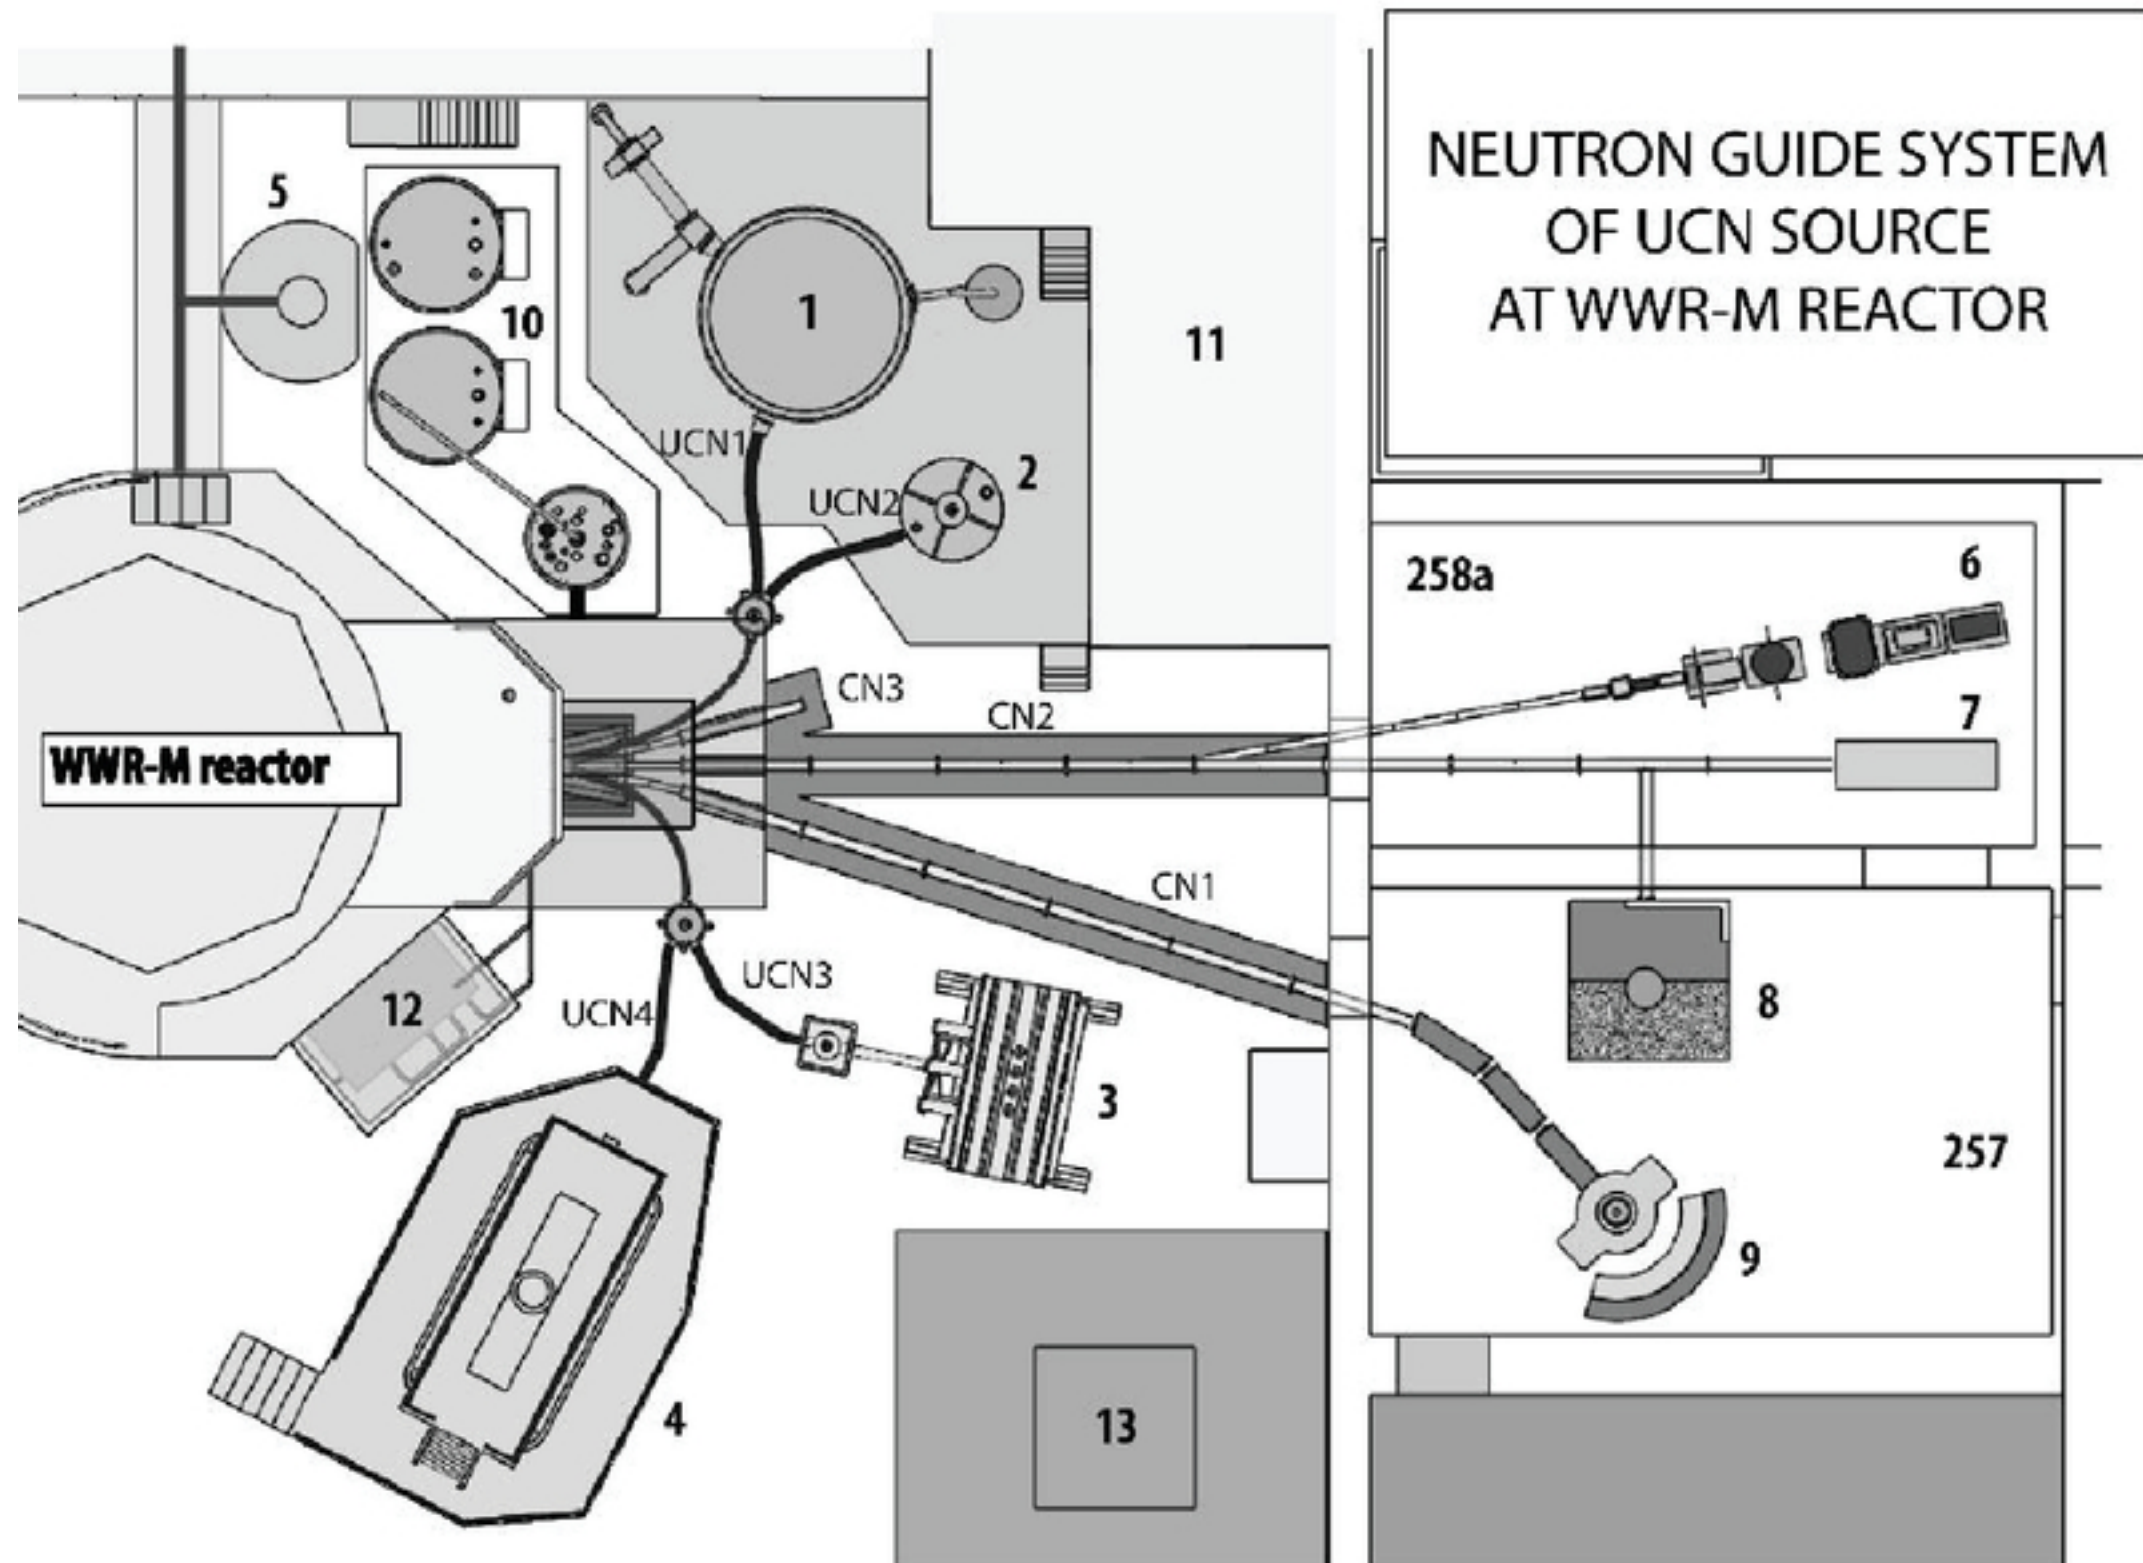 NEUTRON GUIDE SYSTEM
OF UCN SOURCE
AT WWR-M REACTOR
5
10
1
11
UCN1
2
UCN2
258a
6
CN3
CN2
7
WWR-M reactor
CN1
UCN3
12
UCN4
8
3
257
9
4
13